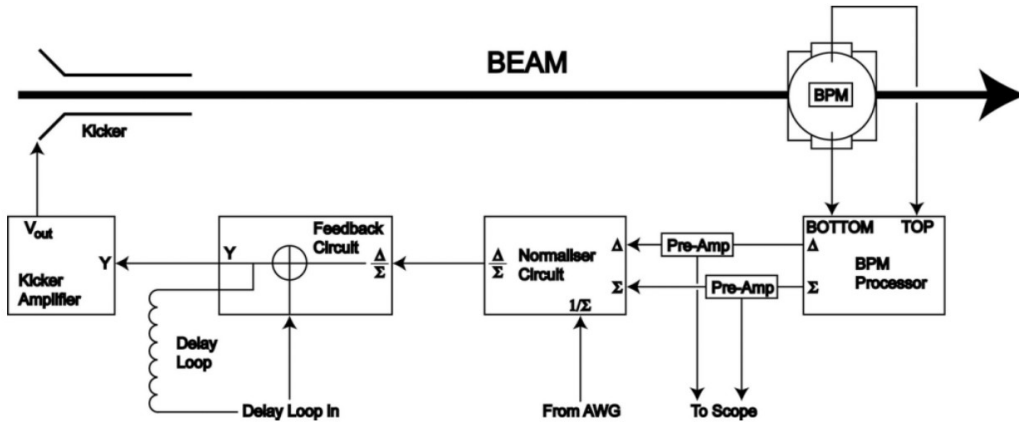 BEAM
BPM
Kicker
V_out
Y
Kicker
Amplifier
Y
Feedback
Circuit
Δ/Σ
Δ/Σ
Normaliser
Circuit
Δ
Σ
1/Σ
Pre-Amp
Pre-Amp
BOTTOM
TOP
Δ
Σ
BPM
Processor
Delay
Loop
Delay Loop In
From AWG
To Scope